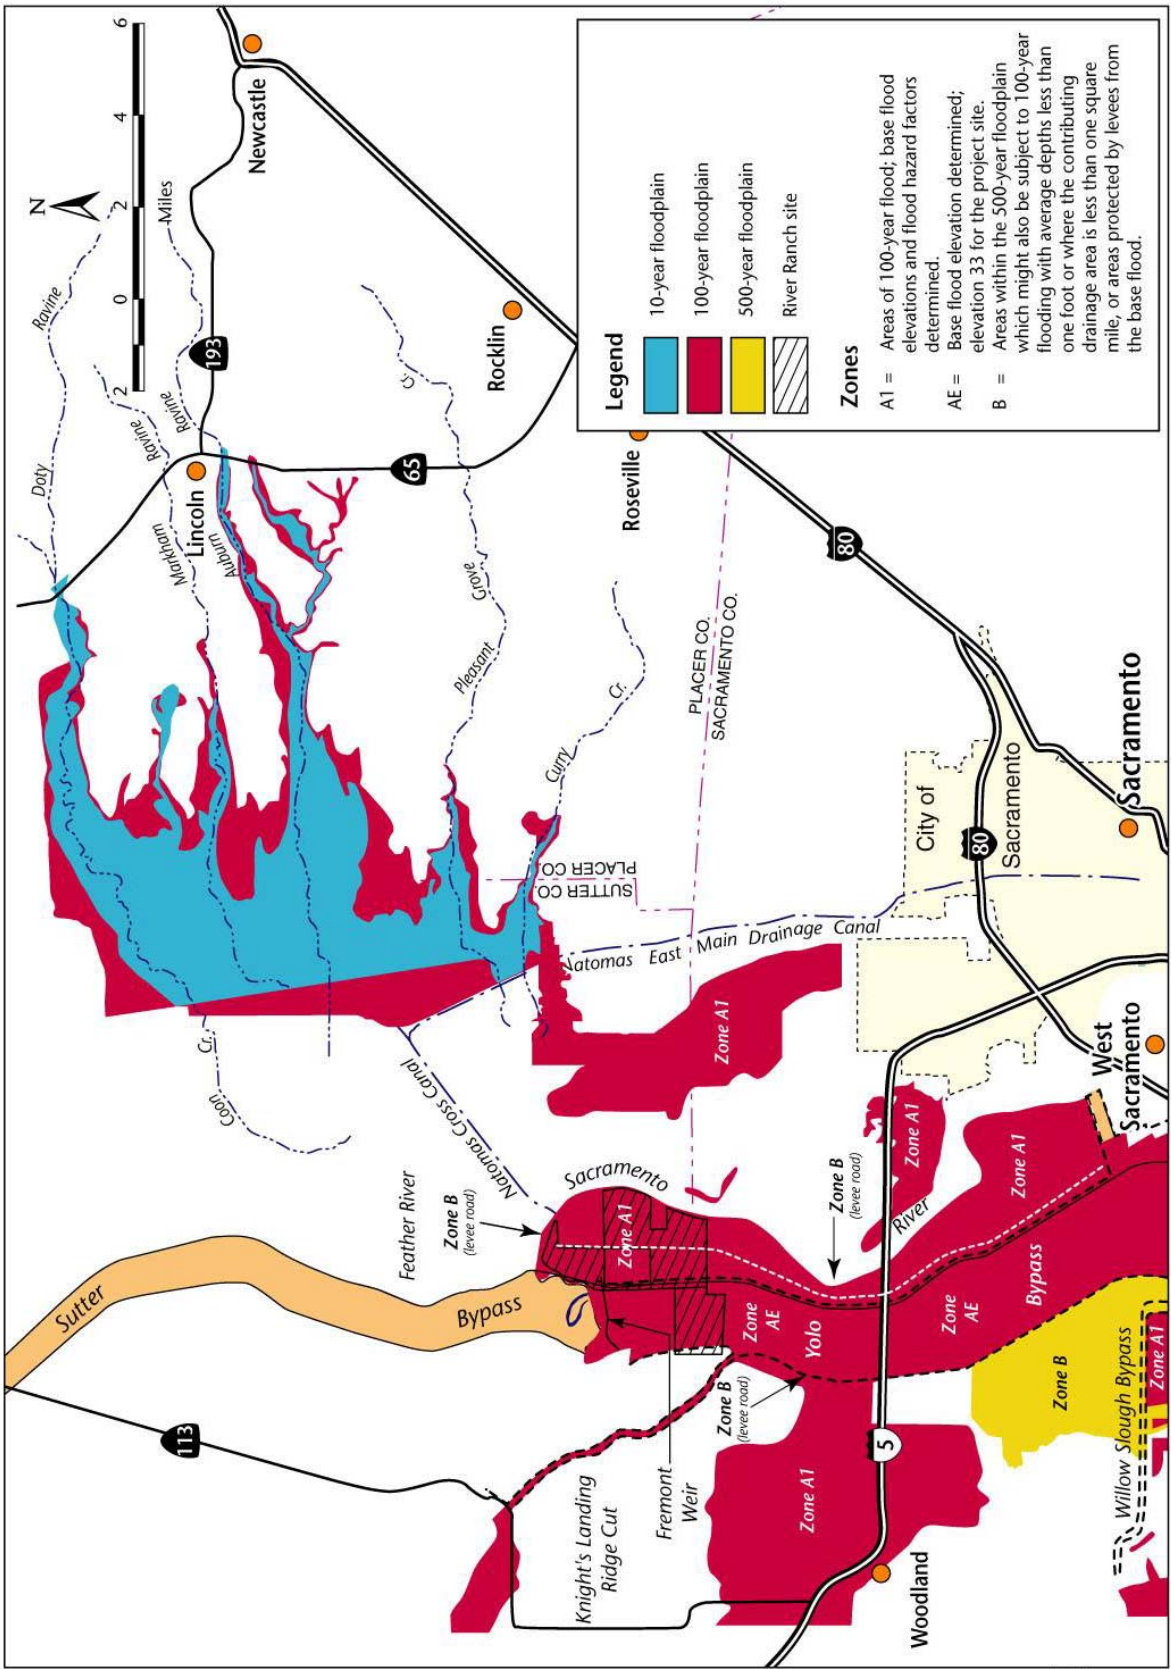 N
2
0
2
4
6
Miles
Newcastle
Ravine
Doty
193
Ravine
Ravine
Markham
Auburn
Lincoln
65
Cr.
Rocklin
Roseville
Grove
Pleasant
Cr.
Curry
PLACER CO.
SACRAMENTO CO.
80
SUTTER CO.
PLACER CO.
City of
Sacramento
80
Sacramento
West
Sacramento
Natomas East Main Drainage Canal
Cr.
Coon
Natomas Cross Canal
Zone A1
Feather River
Zone B
(levee road)
Sacramento
Zone A1
Zone B
(levee road)
River
Zone A1
Zone A1
Sutter
Bypass
Zone
AE
Yolo
Zone
AE
Bypass
Zone B
(levee road)
Fremont
Weir
Knight's Landing
Ridge Cut
113
Zone A1
5
Woodland
Zone B
Willow Slough Bypass
Zone A1
Legend
10-year floodplain
100-year floodplain
500-year floodplain
River Ranch site
Zones
A1 = Areas of 100-year flood; base flood
elevations and flood hazard factors
determined.
AE = Base flood elevation determined;
elevation 33 for the project site.
B = Areas within the 500-year floodplain
which might also be subject to 100-year
flooding with average depths less than
one foot or where the contributing
drainage area is less than one square
mile, or areas protected by levees from
the base flood.